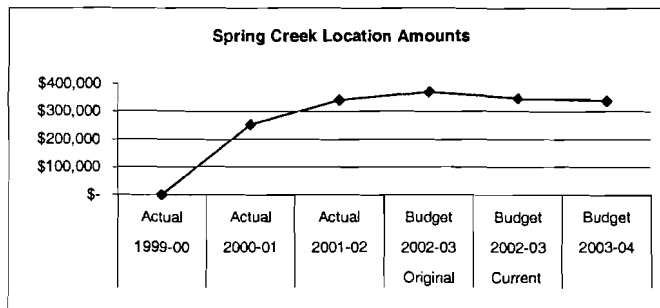 Spring Creek Location Amounts
$400,000
$300,000
$200,000
$100,000
$-
Actual Actual Actual Budget Budget Budget
1999-00 2000-01 2001-02 2002-03 2002-03 2003-04
Original Current